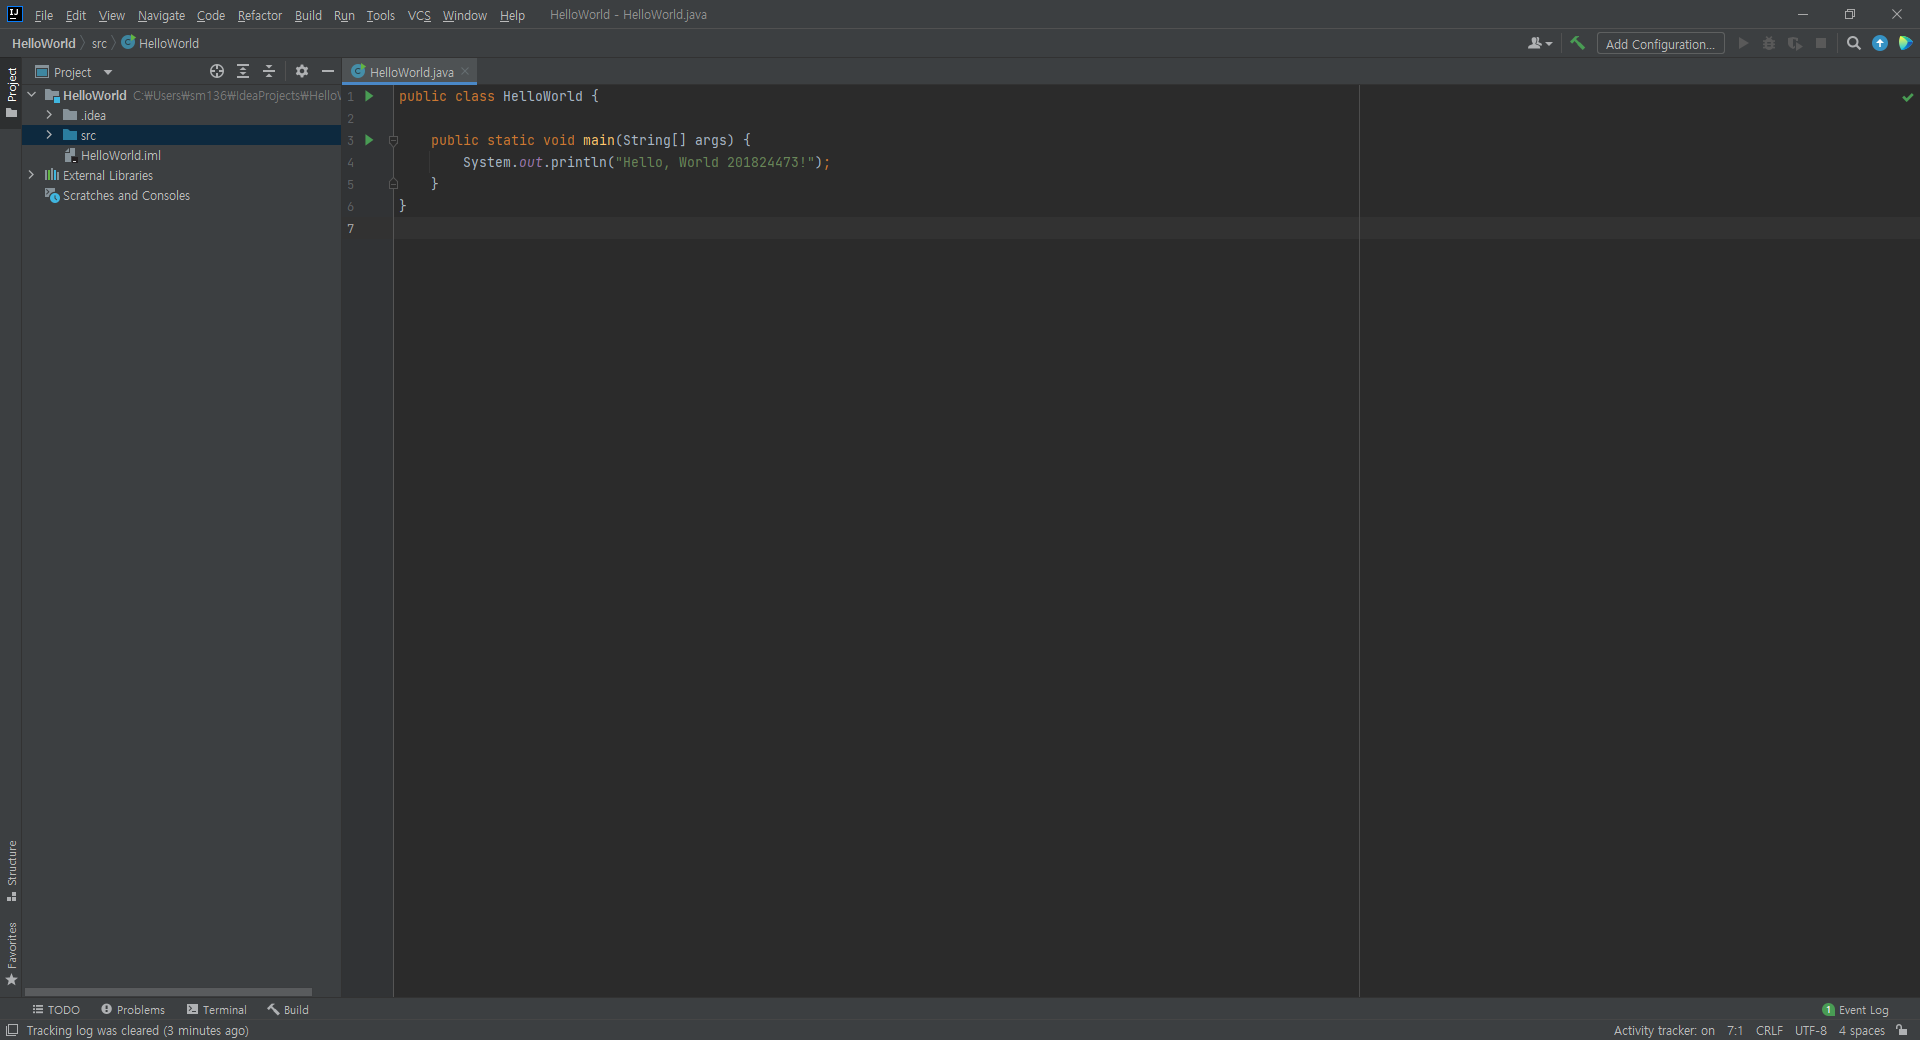 IJ File Edit View Navigate Code Refactor Build Run Tools VCS Window Help HelloWorld - HelloWorld.java
HelloWorld src HelloWorld Add Configuration...
Project HelloWorld.java
Project
HelloWorld C:₩Users₩sm136₩IdeaProjects₩HelloW
.idea
src
HelloWorld.iml
External Libraries
Scratches and Consoles
1 public class HelloWorld {
2
3 public static void main(String[] args) {
4 System.out.println("Hello, World 201824473!");
5 }
6 }
7
Structure
Favorites
TODO Problems Terminal Build 1 Event Log
Tracking log was cleared (3 minutes ago) Activity tracker: on 7:1 CRLF UTF-8 4 spaces